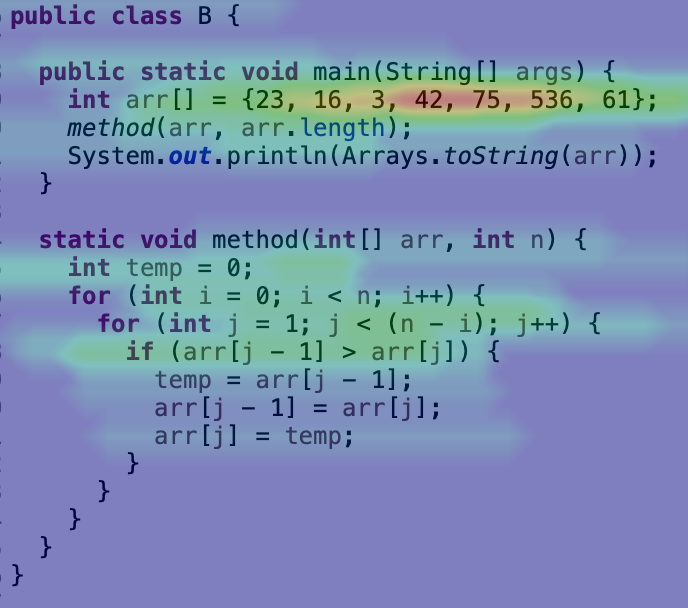 public class B {
public static void main(String[] args) {
int arr[] = {23, 16, 3, 42, 75, 536, 61};
method(arr, arr.length);
System.out.println(Arrays.toString(arr));
}
static void method(int[] arr, int n) {
int temp = 0;
for (int i = 0; i < n; i++) {
for (int j = 1; j < (n - i); j++) {
if (arr[j - 1] > arr[j]) {
temp = arr[j - 1];
arr[j - 1] = arr[j];
arr[j] = temp;
}
}
}
}
}